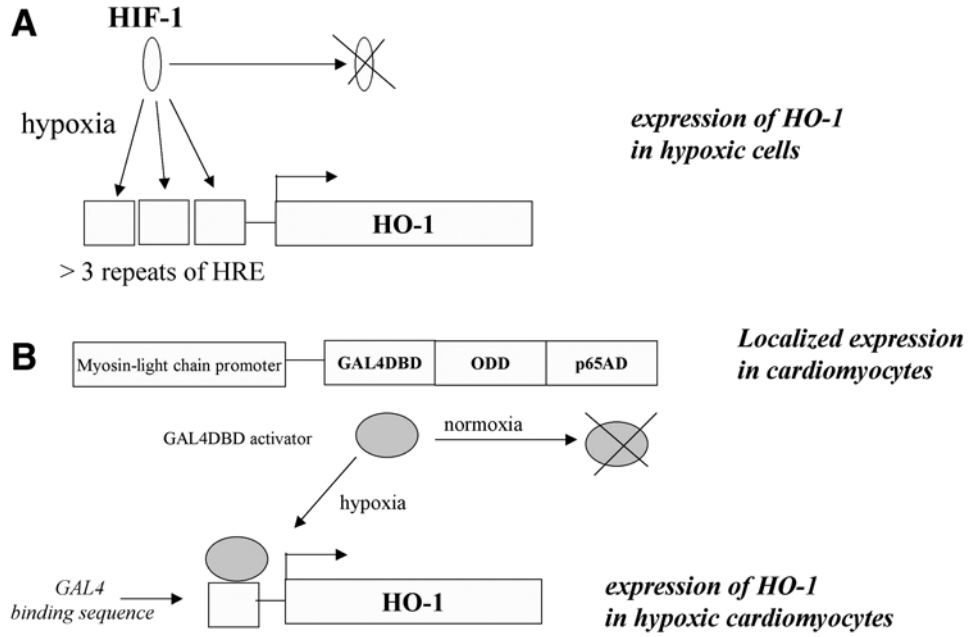 A
HIF-1
hypoxia
expression of HO-1
in hypoxic cells
HO-1
> 3 repeats of HRE
B
Myosin-light chain promoter
GAL4DBD
ODD
p65AD
Localized expression
in cardiomyocytes
GAL4DBD activator
normoxia
hypoxia
GAL4
binding sequence
HO-1
expression of HO-1
in hypoxic cardiomyocytes